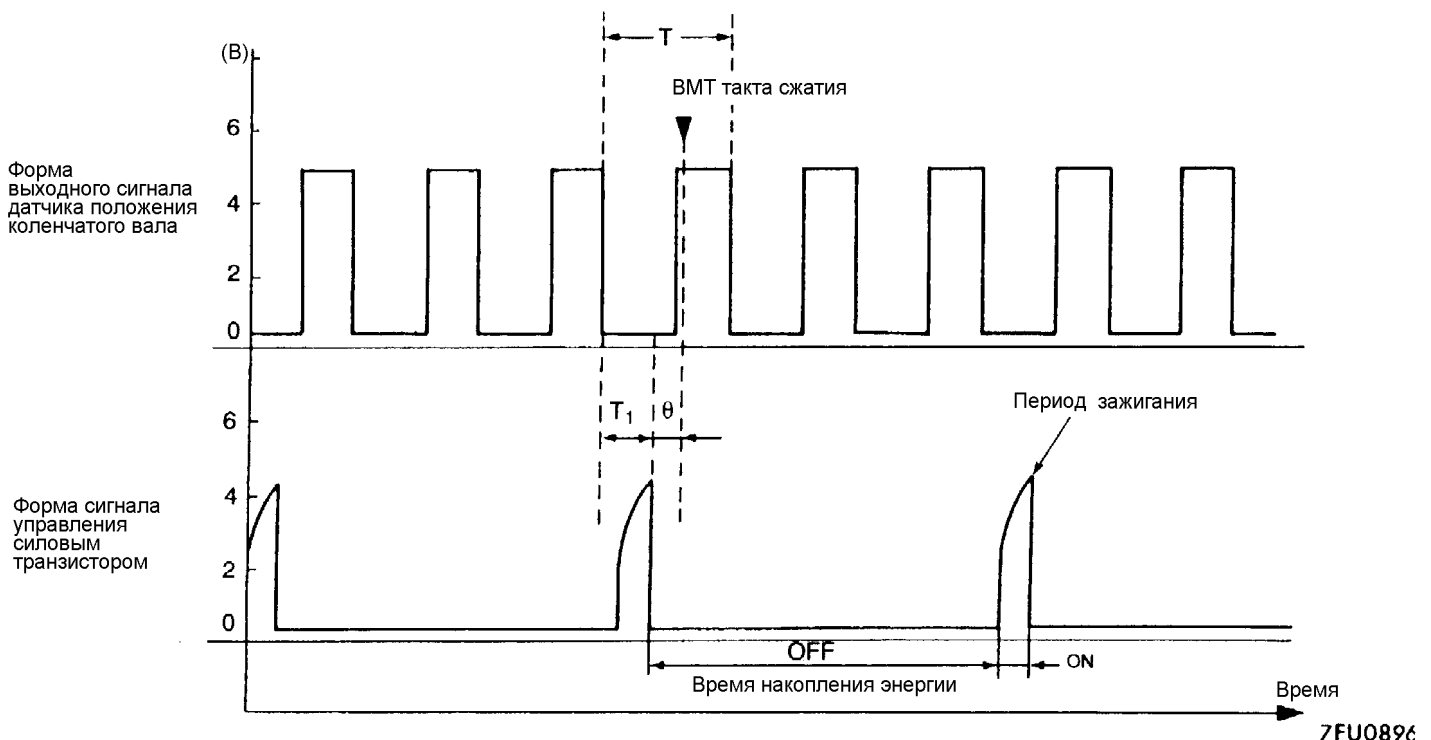 T
(В)
ВМТ такта сжатия
6
4
2
0
Форма
выходного сигнала
датчика положения
коленчатого вала
T1 θ
Период зажигания
6
4
2
0
Форма сигнала
управления
силовым
транзистором
OFF
ON
Время накопления энергии
Время
7FU0896